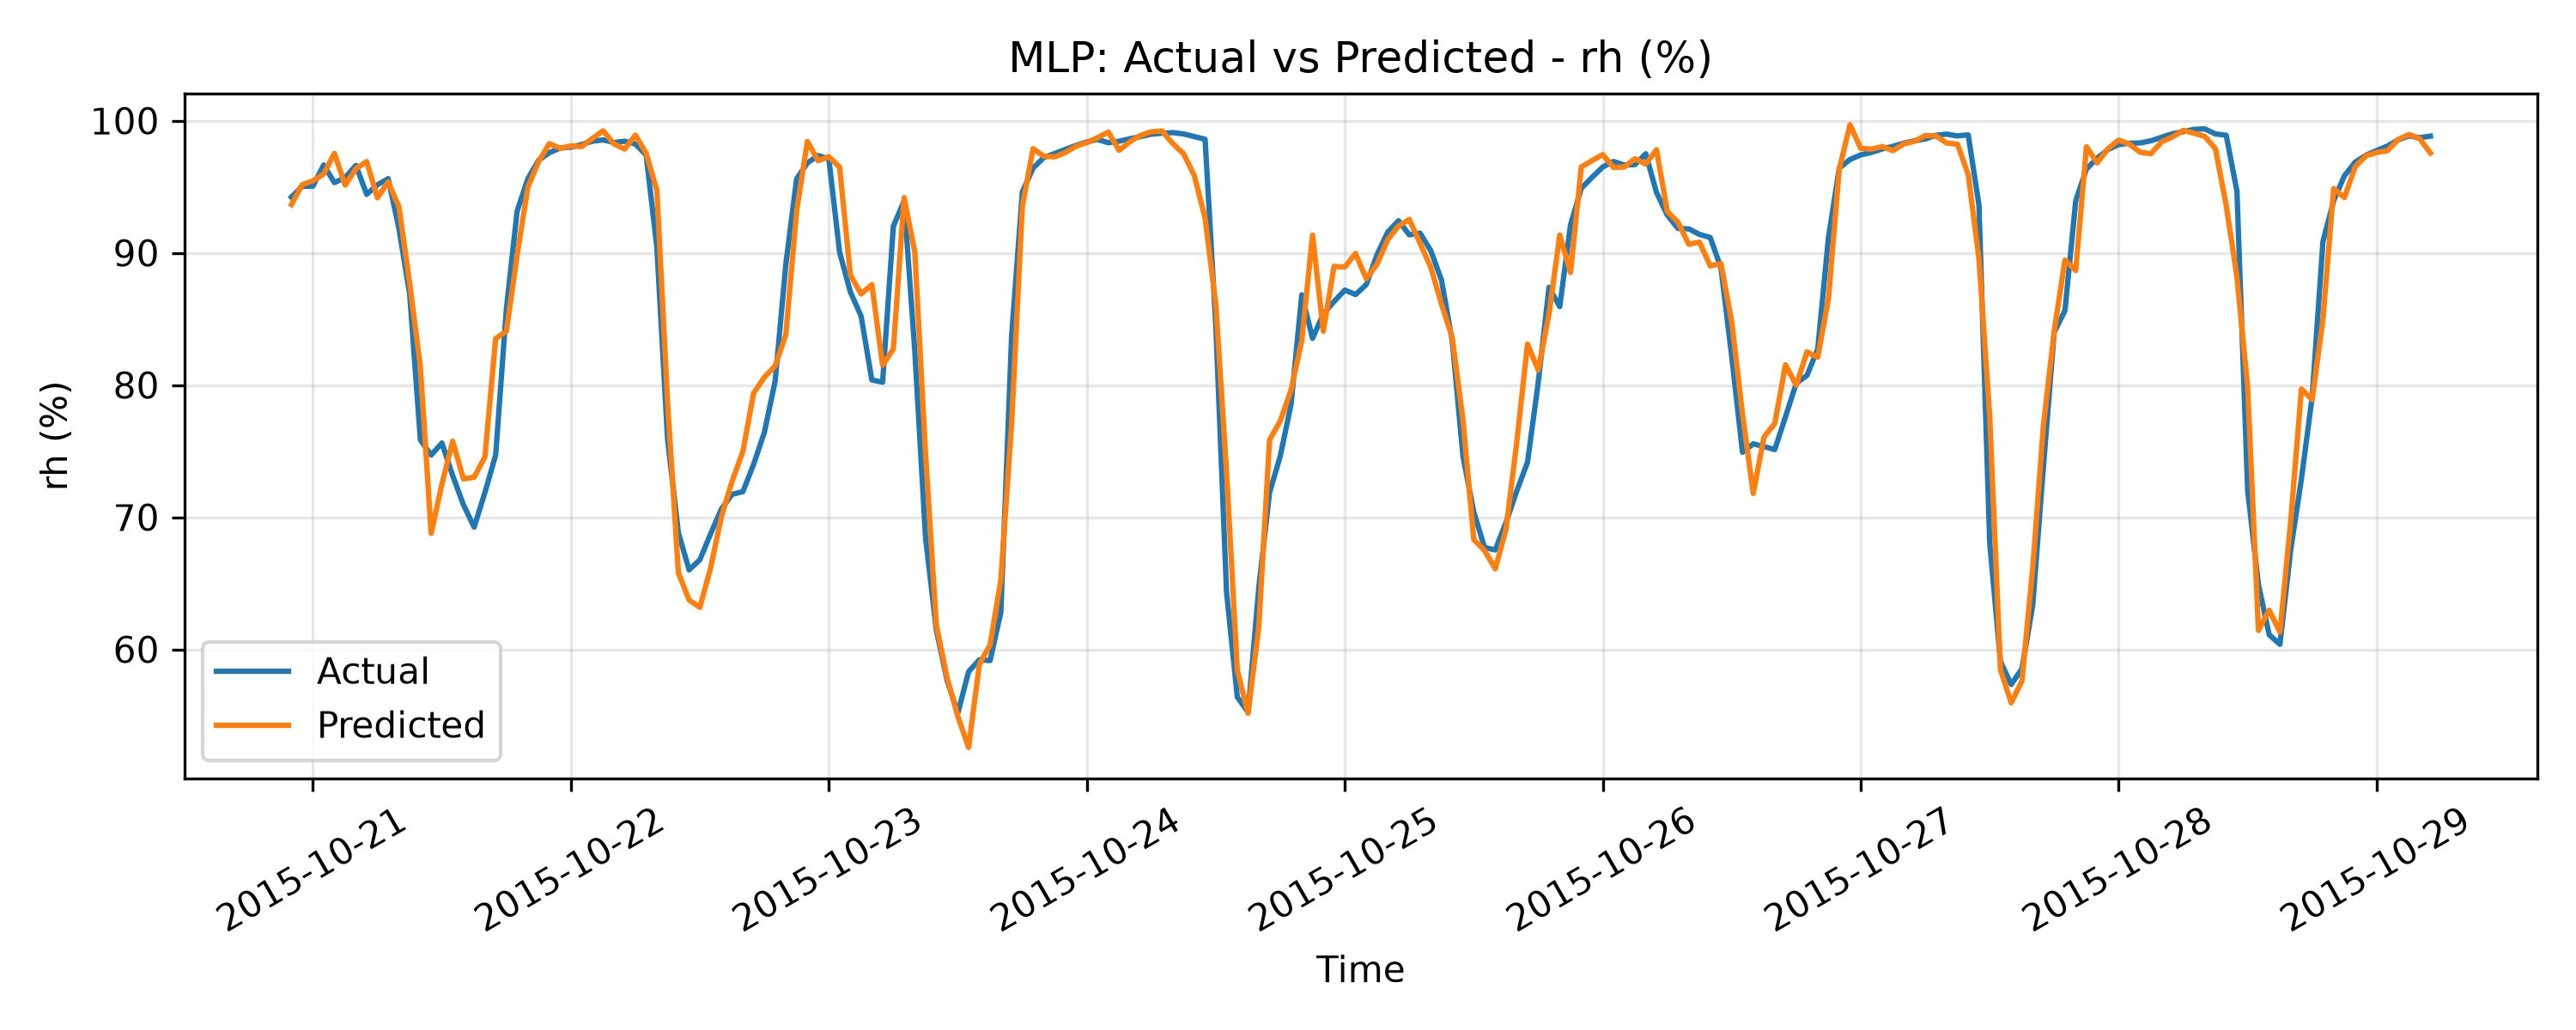 MLP: Actual vs Predicted - rh (%)
100
90
80
70
60
rh (%)
Actual
Predicted
2015-10-21
2015-10-22
2015-10-23
2015-10-24
2015-10-25
2015-10-26
2015-10-27
2015-10-28
2015-10-29
Time